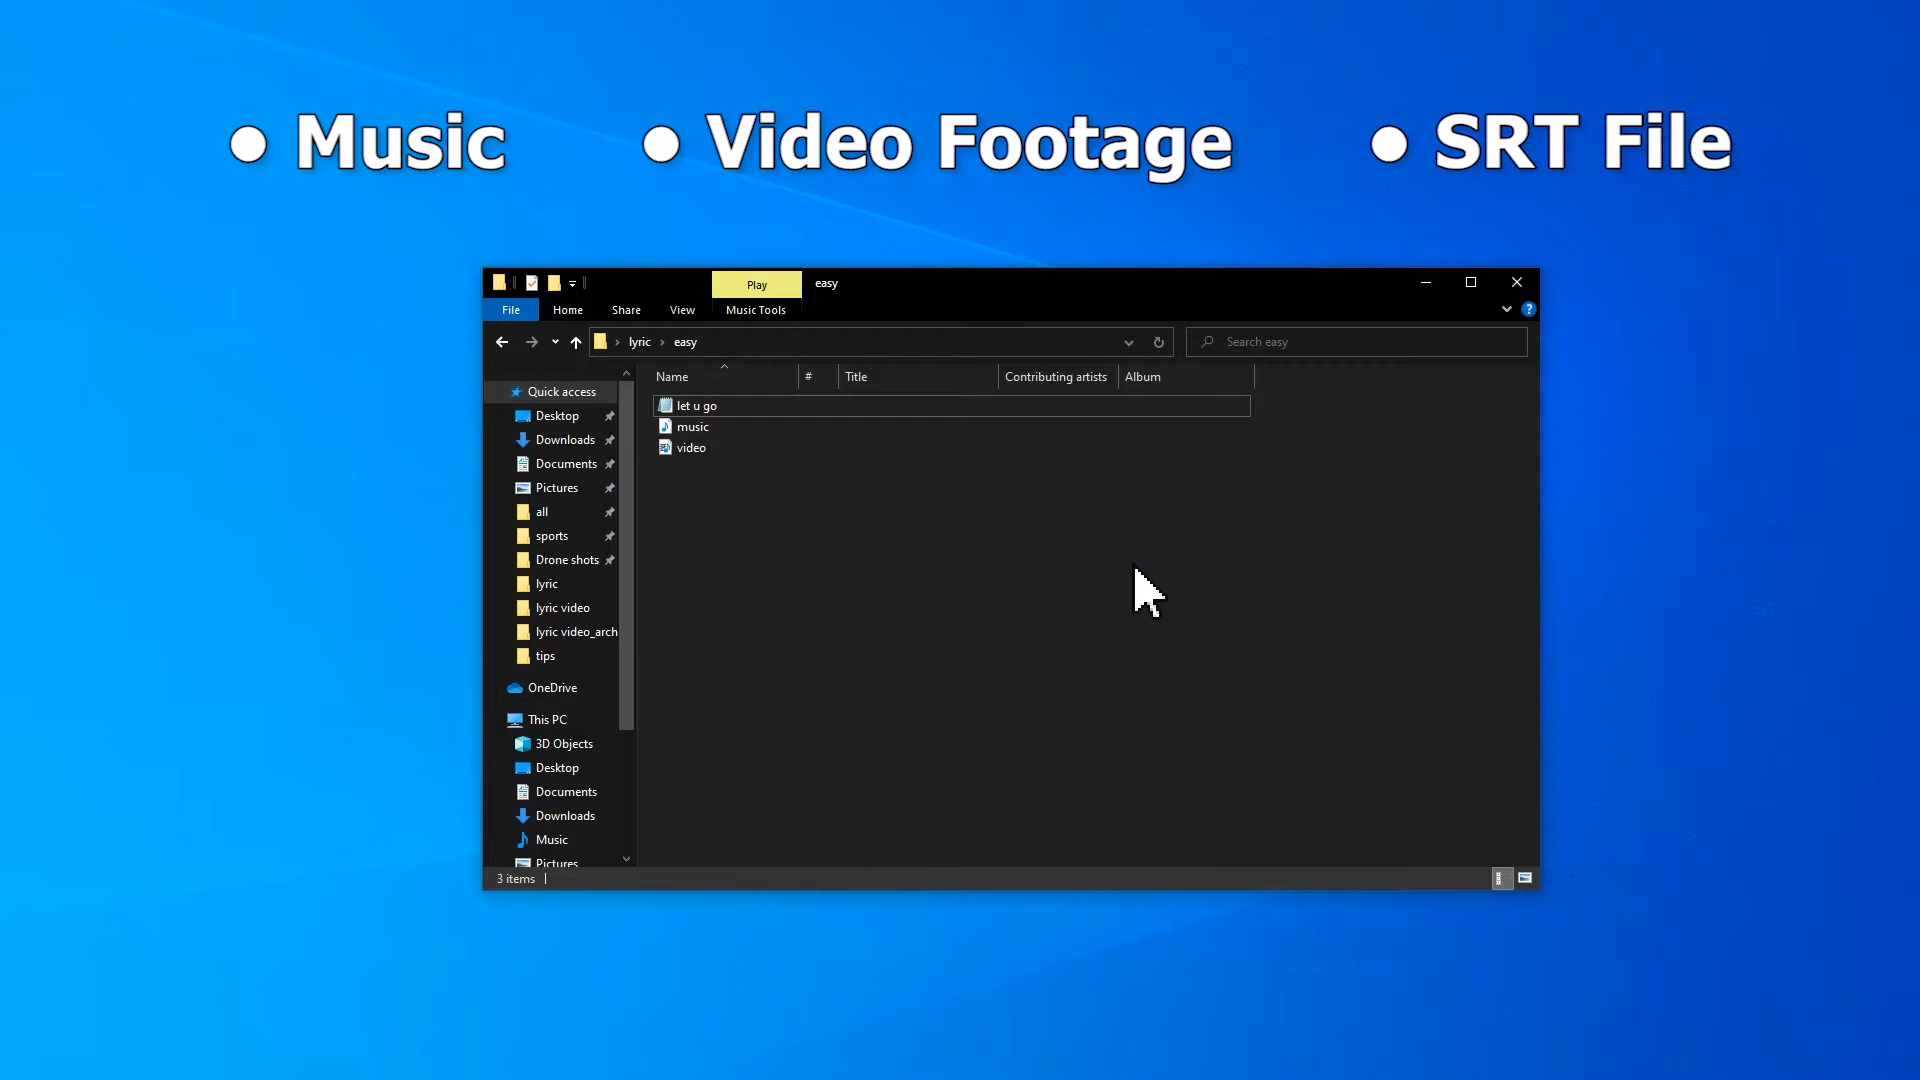 • Music • Video Footage • SRT File
Play easy
File Home Share View Music Tools
lyric easy Search easy
Name # Title Contributing artists Album
let u go
music
video
Quick access
Desktop
Downloads
Documents
Pictures
all
sports
Drone shots
lyric
lyric video
lyric video_arch
tips
OneDrive
This PC
3D Objects
Desktop
Documents
Downloads
Music
Pictures
3 items